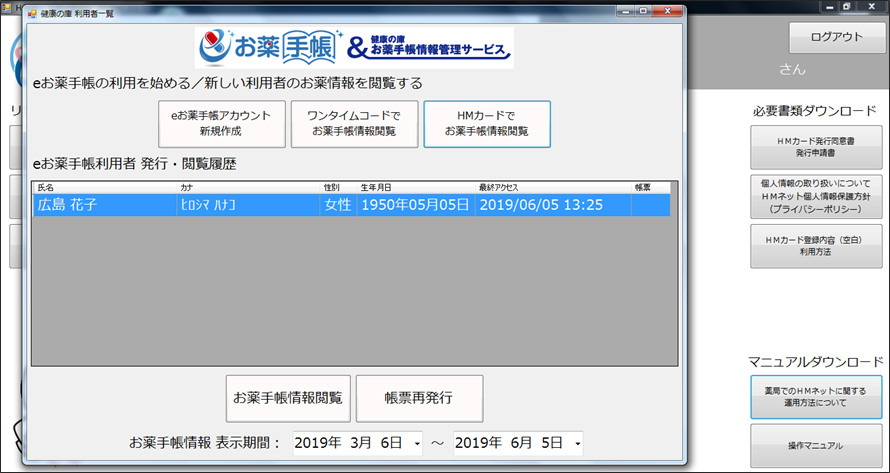 健康の庫 利用者一覧
お薬手帳 & 健康の庫
お薬手帳情報管理サービス
eお薬手帳の利用を始める／新しい利用者のお薬情報を閲覧する
eお薬手帳アカウント
新規作成
ワンタイムコードで
お薬手帳情報閲覧
HMカードで
お薬手帳情報閲覧
eお薬手帳利用者 発行・閲覧履歴
氏名 カナ 性別 生年月日 最終アクセス 帳票
広島 花子 ﾋﾛｼﾏ ﾊﾅｺ 女性 1950年05月05日 2019/06/05 13:25
お薬手帳情報閲覧 帳票再発行
お薬手帳情報 表示期間： 2019年 3月 6日 ～ 2019年 6月 5日
ログアウト
さん
必要書類ダウンロード
ＨＭカード発行同意書
発行申請書
個人情報の取り扱いについて
ＨＭネット個人情報保護方針
（プライバシーポリシー）
ＨＭカード登録内容（空白）
利用方法
マニュアルダウンロード
薬局でのＨＭネットに関する
運用方法について
操作マニュアル